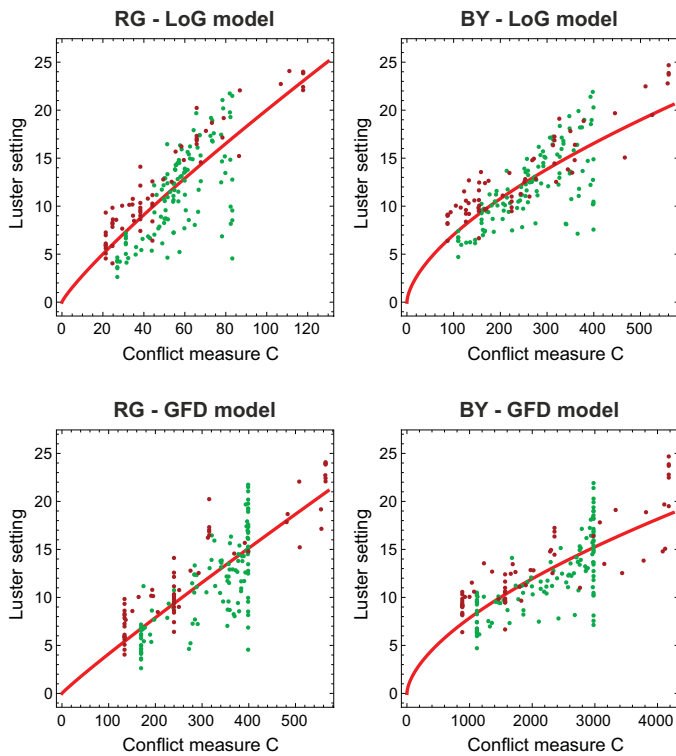 RG - LoG model
BY - LoG model
25
20
15
10
5
0
Luster setting
0 20 40 60 80 100 120
Conflict measure C
25
20
15
10
5
0
Luster setting
0 100 200 300 400 500
Conflict measure C
RG - GFD model
BY - GFD model
25
20
15
10
5
0
Luster setting
0 100 200 300 400 500
Conflict measure C
25
20
15
10
5
0
Luster setting
0 1000 2000 3000 4000
Conflict measure C